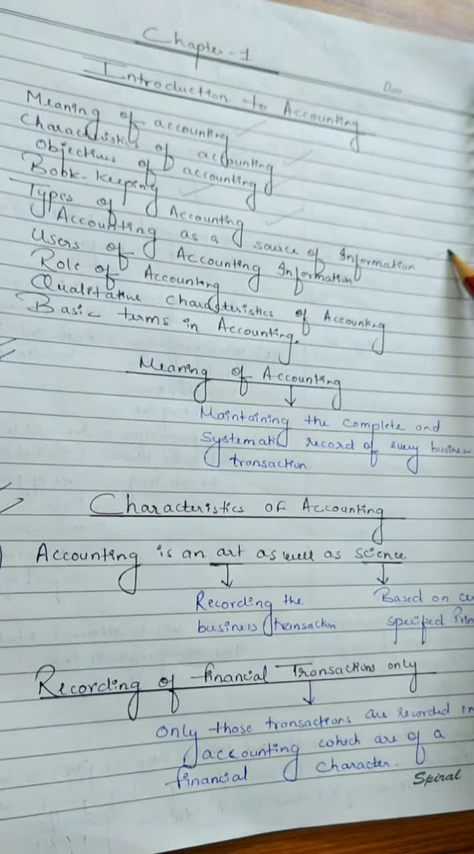 Chapter-1
Introduction to Accounting
Meaning of accounting
Characteristics of accounting
Objectives of accounting
Book-keeping
Types of Accounting
Accounting as a source of Information
Users of Accounting Information
Role of Accounting
Qualitative characteristics of Accounting
Basic terms in Accounting.
Meaning of Accounting
Maintaining the complete and
systematic record of every business
transaction
Characteristics of Accounting
Accounting is an art as well as science
Recording the Based on
business transaction specified
Recording of financial Transactions only
Only those transactions are recorded in
accounting which are of a
financial character.
Spiral